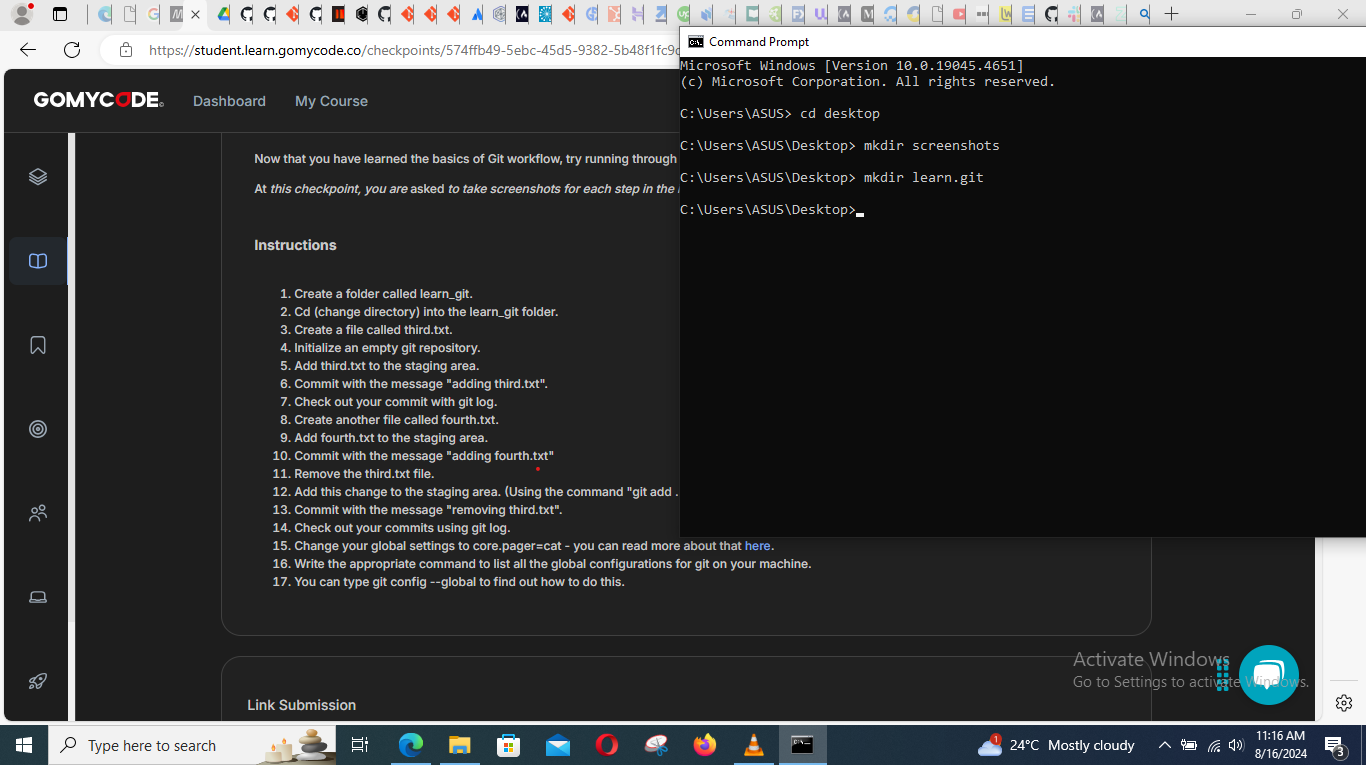 https://student.learn.gomycode.co/checkpoints/574ffb49-5ebc-45d5-9382-5b48f1fc9c
GOMYCODE
Dashboard
My Course
Now that you have learned the basics of Git workflow, try running through
At this checkpoint, you are asked to take screenshots for each step in the
Instructions
1. Create a folder called learn_git.
2. Cd (change directory) into the learn_git folder.
3. Create a file called third.txt.
4. Initialize an empty git repository.
5. Add third.txt to the staging area.
6. Commit with the message "adding third.txt".
7. Check out your commit with git log.
8. Create another file called fourth.txt.
9. Add fourth.txt to the staging area.
10. Commit with the message "adding fourth.txt"
11. Remove the third.txt file.
12. Add this change to the staging area. (Using the command "git add .
13. Commit with the message "removing third.txt".
14. Check out your commits using git log.
15. Change your global settings to core.pager=cat - you can read more about that here.
16. Write the appropriate command to list all the global configurations for git on your machine.
17. You can type git config --global to find out how to do this.
Link Submission
Command Prompt
Microsoft Windows [Version 10.0.19045.4651]
(c) Microsoft Corporation. All rights reserved.
C:\Users\ASUS> cd desktop
C:\Users\ASUS\Desktop> mkdir screenshots
C:\Users\ASUS\Desktop> mkdir learn.git
C:\Users\ASUS\Desktop>
Activate Windows
Go to Settings to activate Windows.
Type here to search
1
24°C Mostly cloudy
11:16 AM
8/16/2024
3